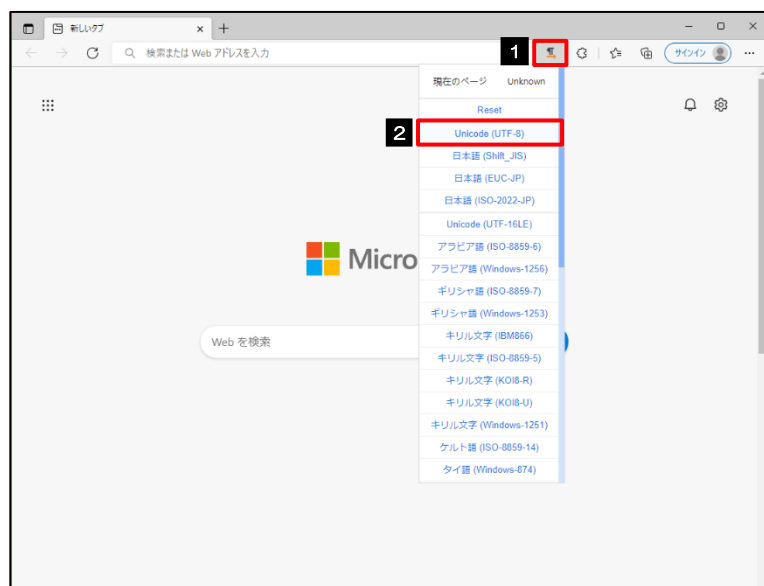 新しいタブ
検索または Web アドレスを入力
1
サインイン
現在のページ Unknown
Reset
2
Unicode (UTF-8)
日本語 (Shift_JIS)
日本語 (EUC-JP)
日本語 (ISO-2022-JP)
Unicode (UTF-16LE)
アラビア語 (ISO-8859-6)
Micro
アラビア語 (Windows-1256)
ギリシャ語 (ISO-8859-7)
ギリシャ語 (Windows-1253)
Web を検索
キリル文字 (IBM866)
キリル文字 (ISO-8859-5)
キリル文字 (KOI8-R)
キリル文字 (KOI8-U)
キリル文字 (Windows-1251)
ケルト語 (ISO-8859-14)
タイ語 (Windows-874)